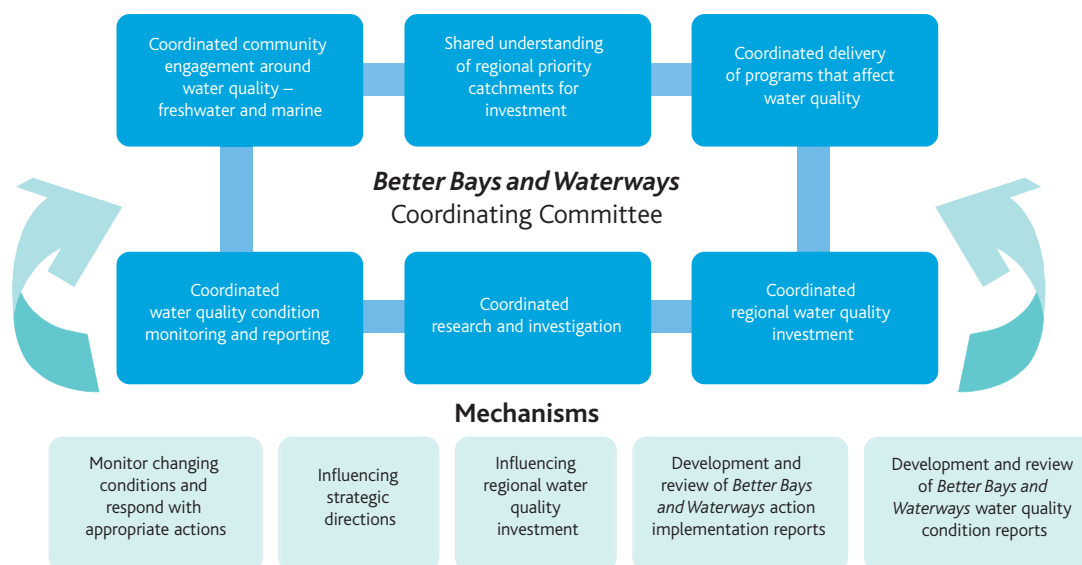 Coordinated community
engagement around
water quality –
freshwater and marine
Shared understanding
of regional priority
catchments for
investment
Coordinated delivery
of programs that affect
water quality
Better Bays and Waterways
Coordinating Committee
Coordinated
water quality condition
monitoring and reporting
Coordinated
research and investigation
Coordinated
regional water quality
investment
Mechanisms
Monitor changing
conditions and
respond with
appropriate actions
Influencing
strategic
directions
Influencing
regional water
quality
investment
Development and
review of Better Bays
and Waterways action
implementation reports
Development and review
of Better Bays and
Waterways water quality
condition reports